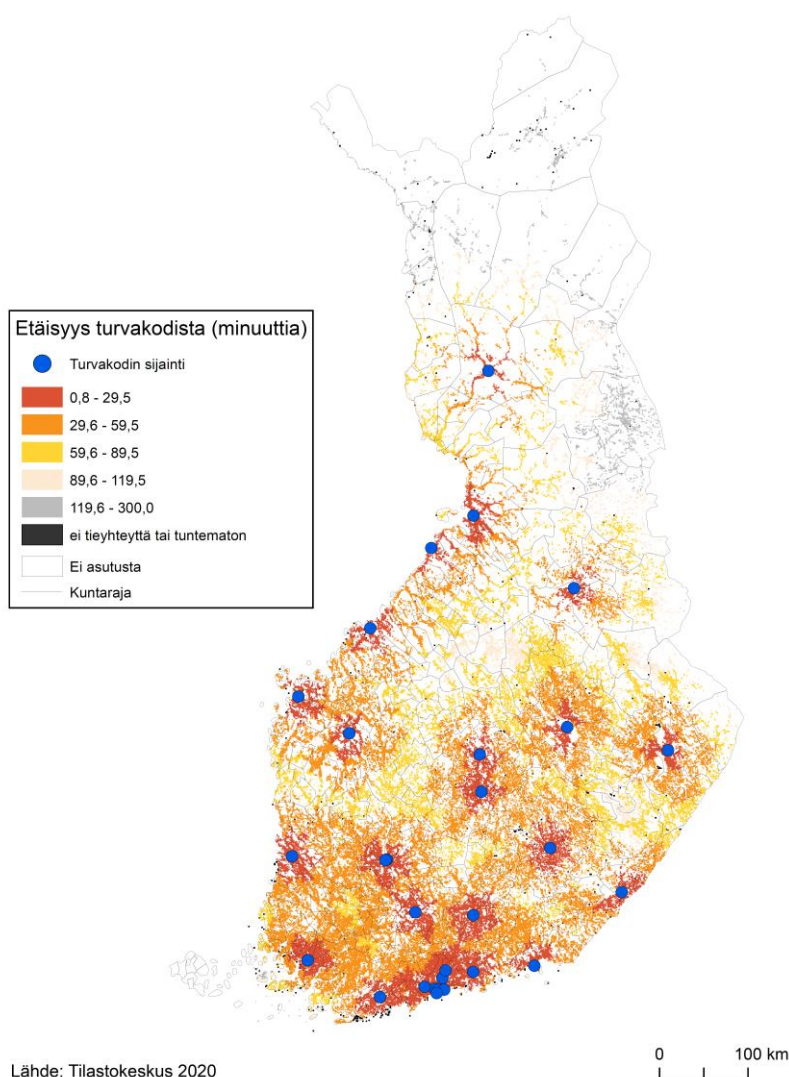 Etäisyys turvakodista (minuuttia)
Turvakodin sijainti
0,8 - 29,5
29,6 - 59,5
59,6 - 89,5
89,6 - 119,5
119,6 - 300,0
ei tieyhteyttä tai tuntematon
Ei asutusta
Kuntaraja
0 100 km
Lähde: Tilastokeskus 2020